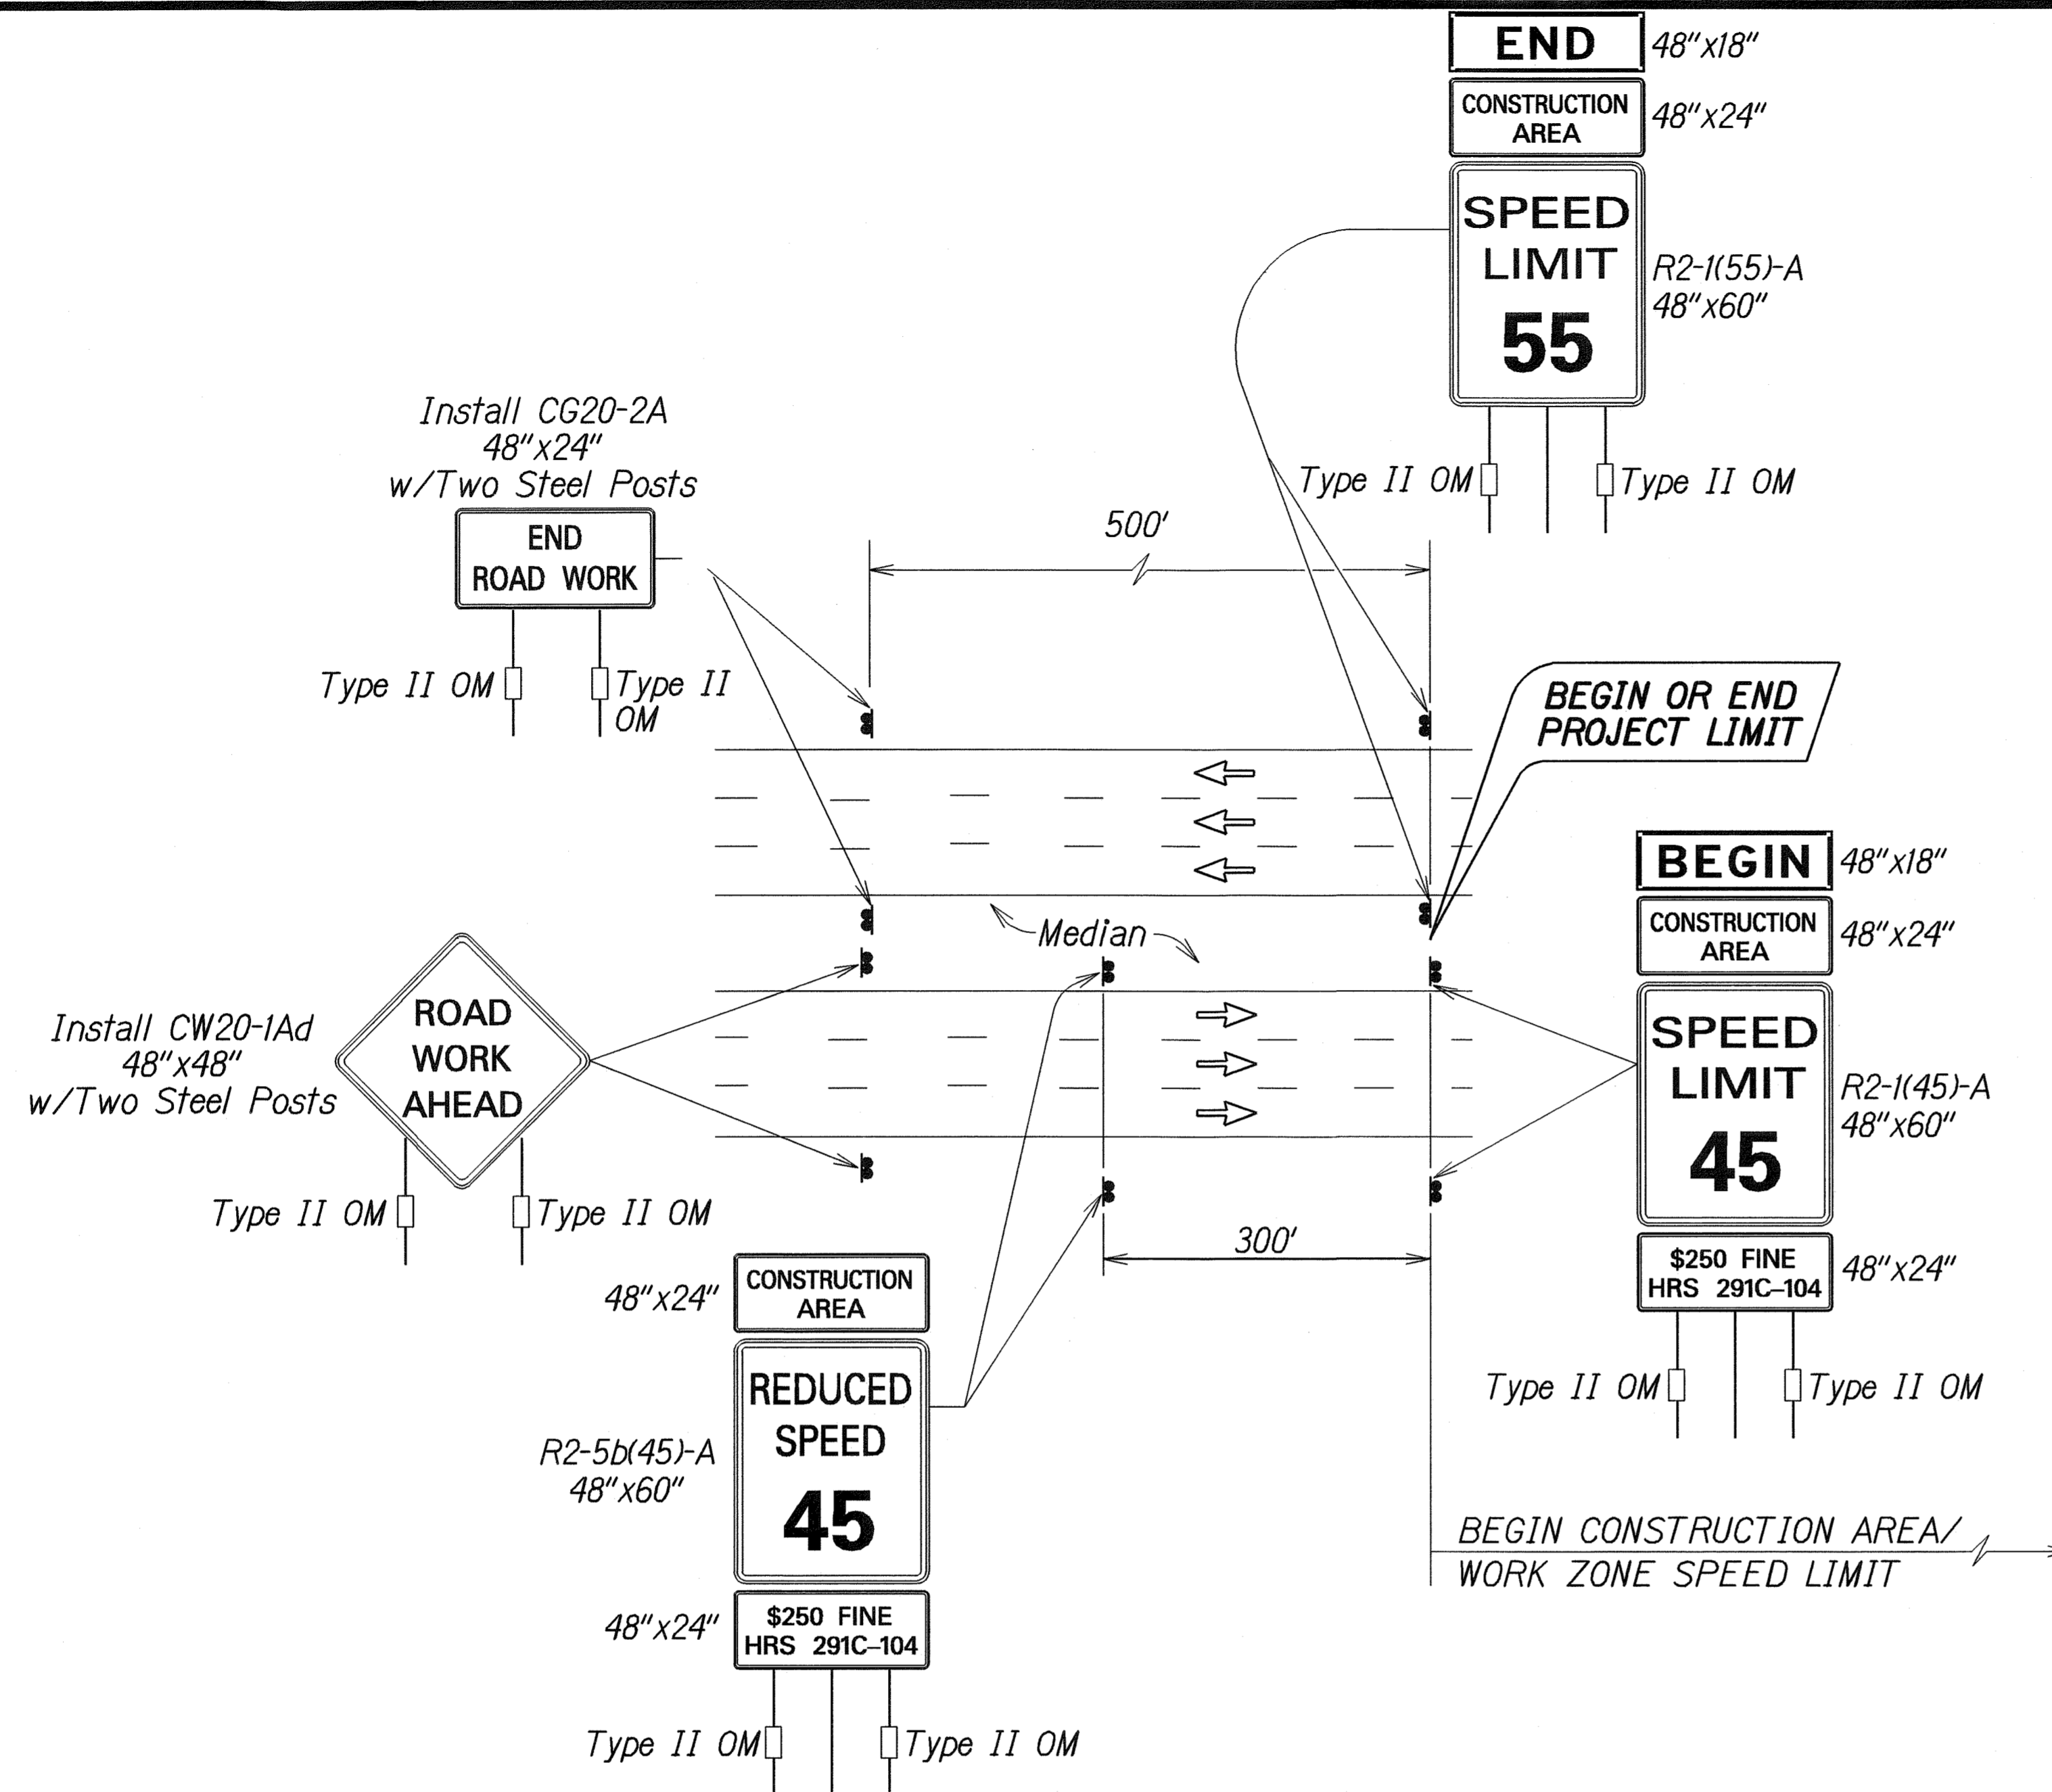 END
48"x18"
CONSTRUCTION
AREA
48"x24"
SPEED
LIMIT
55
R2-1(55)-A
48"x60"
Type II OM
Type II OM
Install CG20-2A
48"x24"
w/Two Steel Posts
END
ROAD WORK
Type II OM
Type II
OM
500'
BEGIN OR END
PROJECT LIMIT
Median
BEGIN
48"x18"
CONSTRUCTION
AREA
48"x24"
SPEED
LIMIT
45
R2-1(45)-A
48"x60"
$250 FINE
HRS 291C–104
48"x24"
Type II OM
Type II OM
Install CW20-1Ad
48"x48"
w/Two Steel Posts
ROAD
WORK
AHEAD
Type II OM
Type II OM
300'
48"x24"
CONSTRUCTION
AREA
REDUCED
SPEED
45
R2-5b(45)-A
48"x60"
48"x24"
$250 FINE
HRS 291C–104
Type II OM
Type II OM
BEGIN CONSTRUCTION AREA/
WORK ZONE SPEED LIMIT